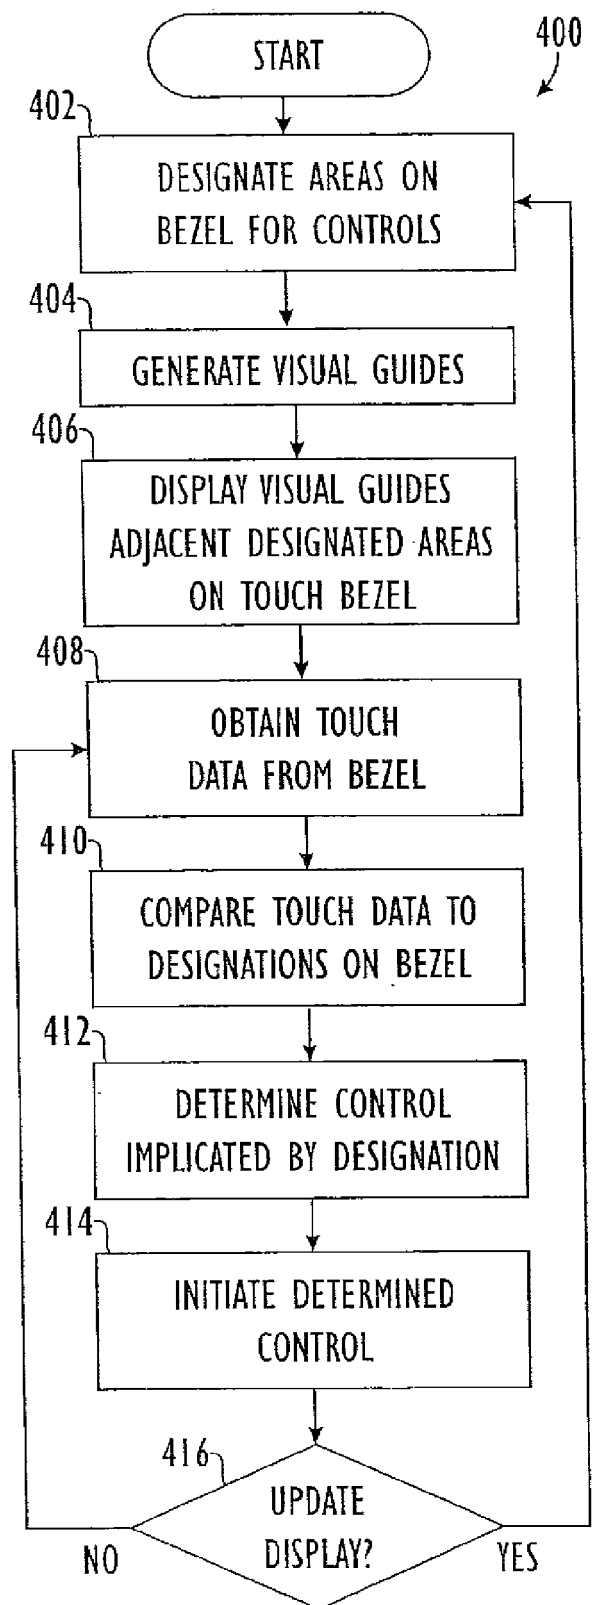 START
400
402
DESIGNATE AREAS ON
BEZEL FOR CONTROLS
404
GENERATE VISUAL GUIDES
406
DISPLAY VISUAL GUIDES
ADJACENT DESIGNATED AREAS
ON TOUCH BEZEL
408
OBTAIN TOUCH
DATA FROM BEZEL
410
COMPARE TOUCH DATA TO
DESIGNATIONS ON BEZEL
412
DETERMINE CONTROL
IMPLICATED BY DESIGNATION
414
INITIATE DETERMINED
CONTROL
416
UPDATE
DISPLAY?
NO
YES